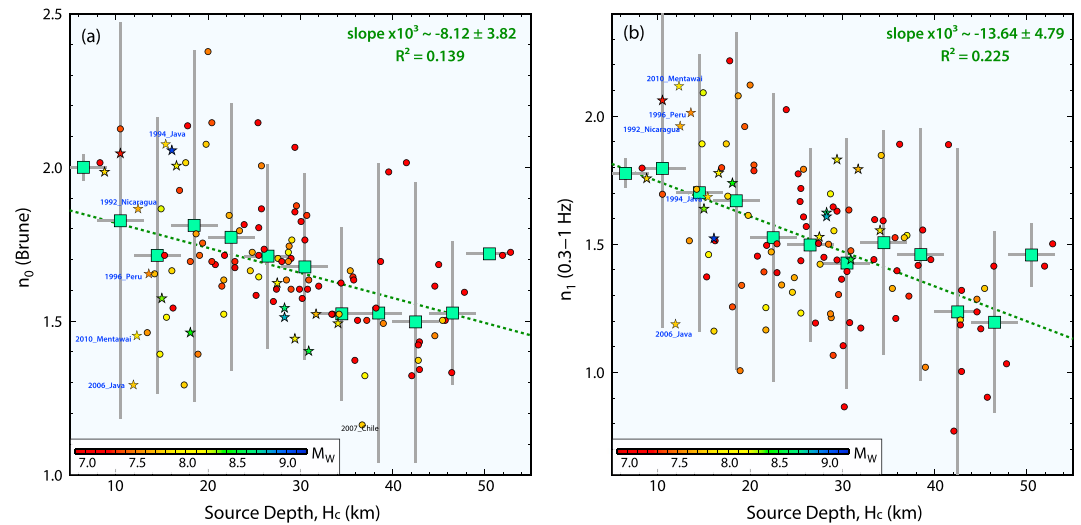 (a)
slope x10³ ~ -8.12 ± 3.82
R² = 0.139
2.5
2.0
1.5
1.0
n₀ (Brune)
1994_Java
1992_Nicaragua
1996_Peru
2010_Mentawai
2006_Java
2007_Chile
7.0 7.5 8.0 8.5 9.0 Mw
10 20 30 40 50
Source Depth, Hc (km)
(b)
slope x10³ ~ -13.64 ± 4.79
R² = 0.225
2.0
1.5
1.0
n₁ (0.3−1 Hz)
2010_Mentawai
1996_Peru
1992_Nicaragua
1994_Java
2006_Java
7.0 7.5 8.0 8.5 9.0 Mw
10 20 30 40 50
Source Depth, Hc (km)